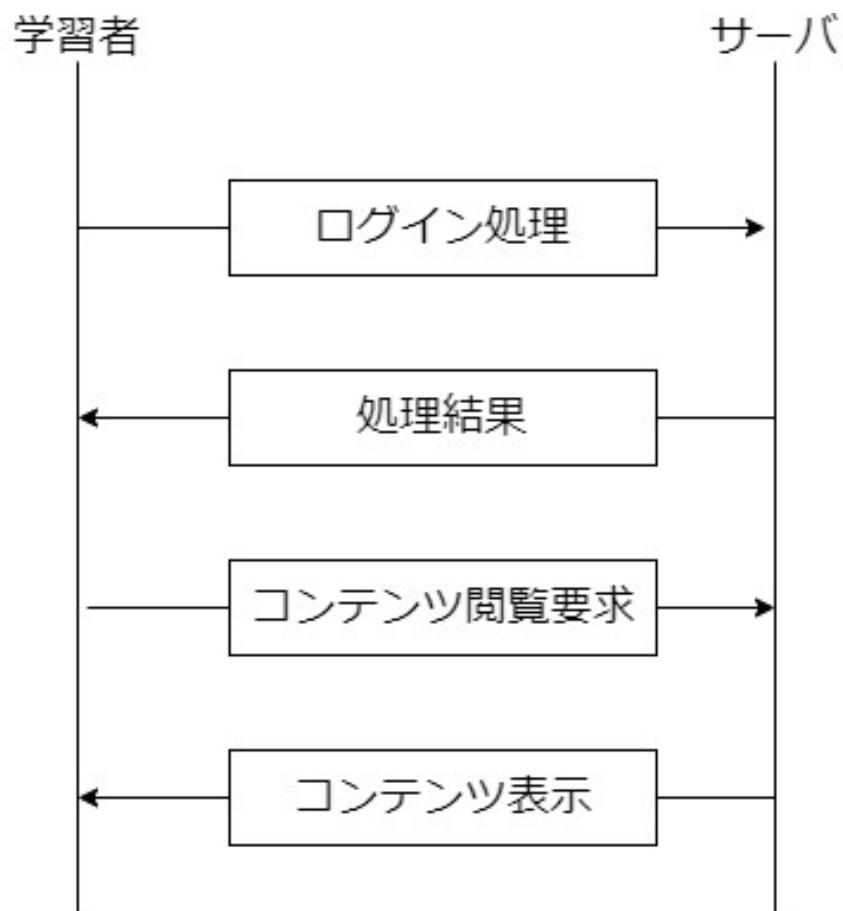 学習者 サーバ
ログイン処理
処理結果
コンテンツ閲覧要求
コンテンツ表示